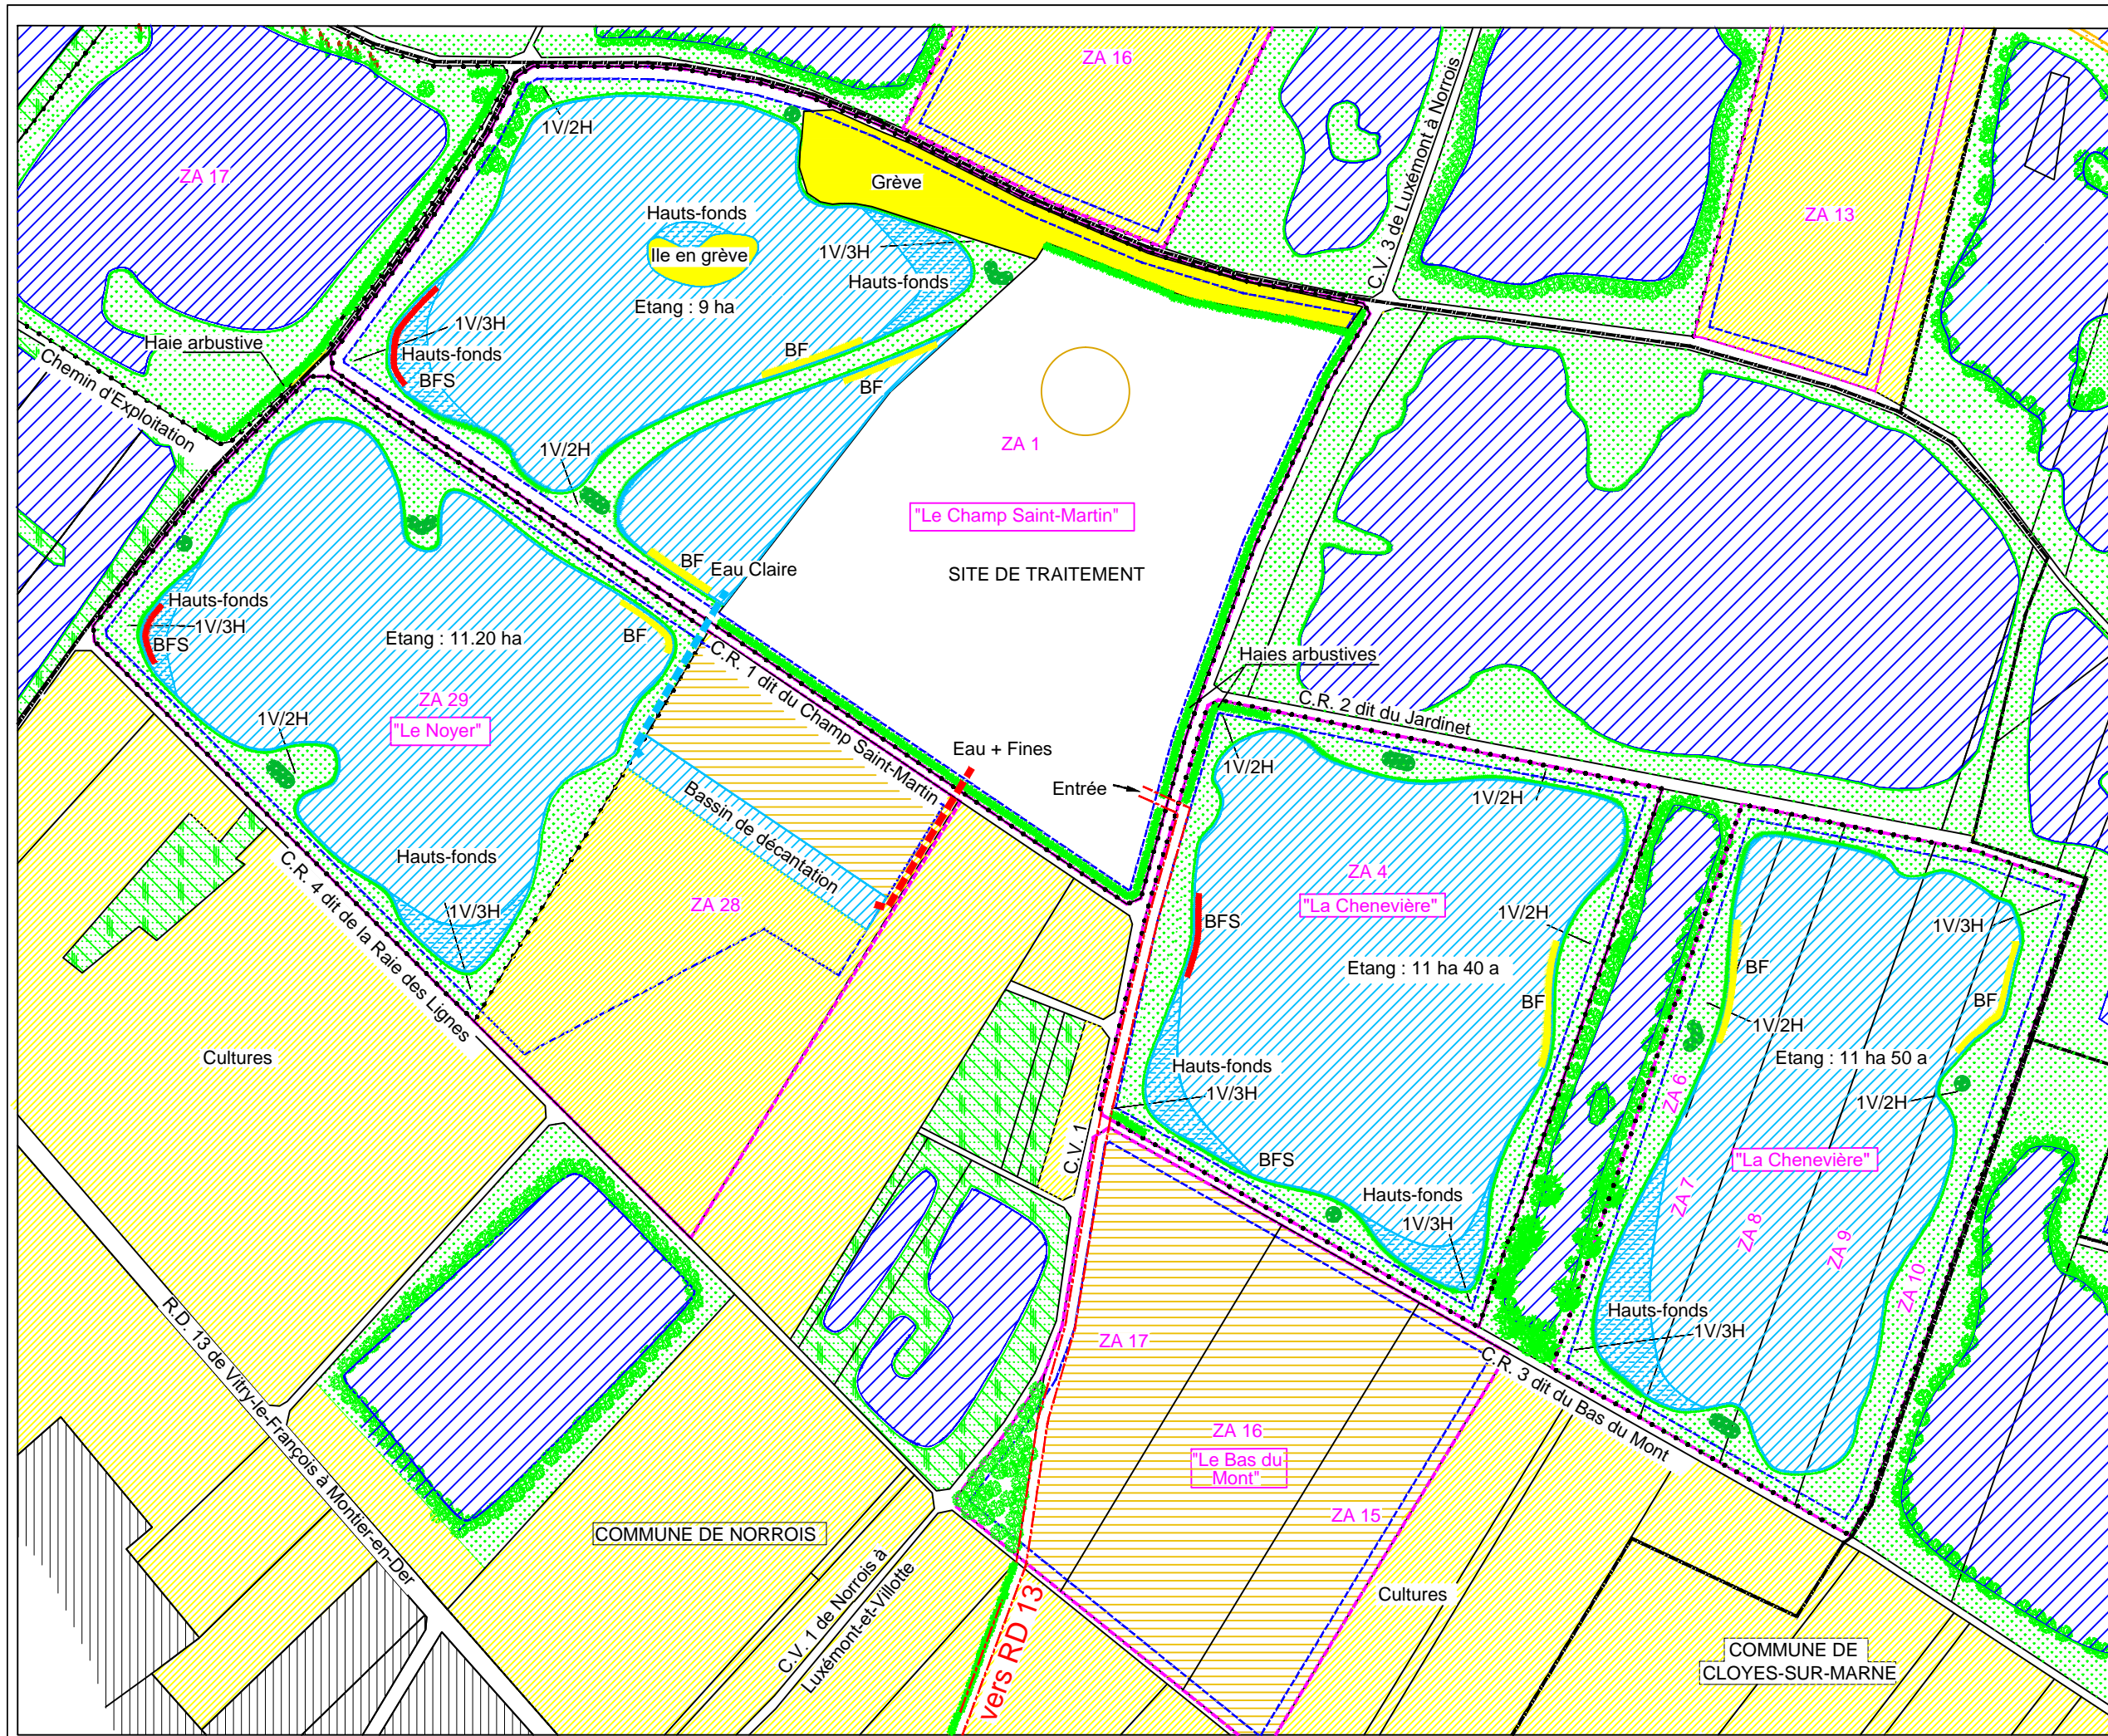 ZA 16
C.V. 3 de Luxémont à Norrois
ZA 17
1V/2H
Grève
ZA 13
Hauts-fonds
Ile en grève
1V/3H
Hauts-fonds
Etang : 9 ha
1V/3H
Haie arbustive
Hauts-fonds
BF
BFS
BF
Chemin d'Exploitation
1V/2H
ZA 1
"Le Champ Saint-Martin"
BF
Eau Claire
SITE DE TRAITEMENT
Hauts-fonds
1V/3H
BFS
Etang : 11.20 ha
BF
C.R. 1 dit du Champ Saint-Martin
Haies arbustives
ZA 29
"Le Noyer"
1V/2H
C.R. 2 dit du Jardinet
Eau + Fines
1V/2H
Entrée
1V/2H
Bassin de décantation
Hauts-fonds
ZA 4
"La Chenevière"
C.R. 4 dit de la Raie des Lignes
1V/3H
ZA 28
BFS
1V/2H
1V/3H
Etang : 11 ha 40 a
BF
BF
BF
1V/2H
Cultures
Etang : 11 ha 50 a
Hauts-fonds
1V/3H
ZA 6
1V/2H
C.V. 1
BFS
"La Chenevière"
Hauts-fonds
1V/3H
ZA 7
ZA 8
ZA 9
ZA 10
R.D. 13 de Vitry-le-François à Montier-en-Der
ZA 17
Hauts-fonds
1V/3H
C.R. 3 dit du Bas du Mont
ZA 16
"Le Bas du
Mont"
ZA 15
COMMUNE DE NORROIS
C.V. 1 de Norrois à
Luxémont-et-Villotte
vers RD 13
Cultures
COMMUNE DE
CLOYES-SUR-MARNE